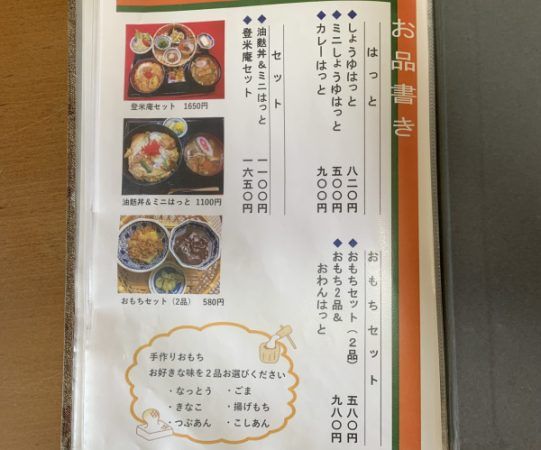 お品書き
はっと
◆しょうゆはっと 八二〇円
◆ミニしょうゆはっと 五〇〇円
◆カレーはっと 九〇〇円
セット
◆油麩丼＆ミニはっと 一一〇〇円
◆登米庵セット 一六五〇円
おもちセット
◆おもちセット（２品） 五八〇円
◆おもち２品＆
おわんはっと 九八〇円
登米庵セット 1650円
油麩丼＆ミニはっと 1100円
おもちセット（2品） 580円
手作りおもち
お好きな味を２品お選びください
・なっとう ・ごま
・きなこ ・揚げもち
・つぶあん ・こしあん